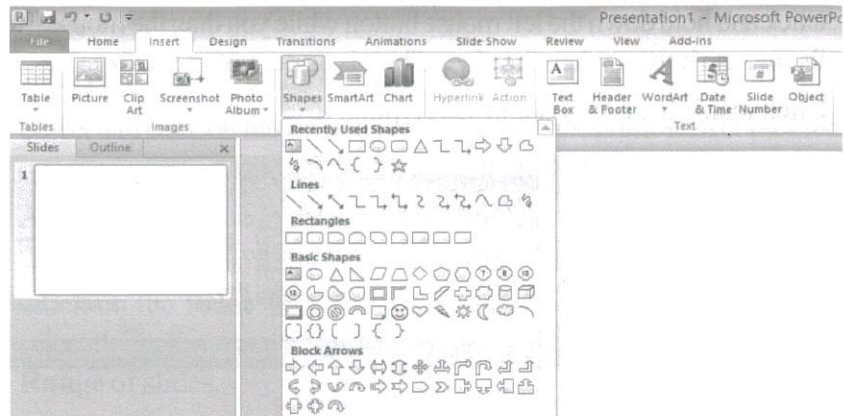 Presentation1 - Microsoft PowerPo
File Home Insert Design Transitions Animations Slide Show Review View Add-Ins
Table Picture Clip Art Screenshot Photo Album Shapes SmartArt Chart Hyperlink Action Text Box Header & Footer WordArt Date & Time Slide Number Object
Tables Images Text
Recently Used Shapes
Slides Outline
1
Lines
Rectangles
Basic Shapes
Block Arrows